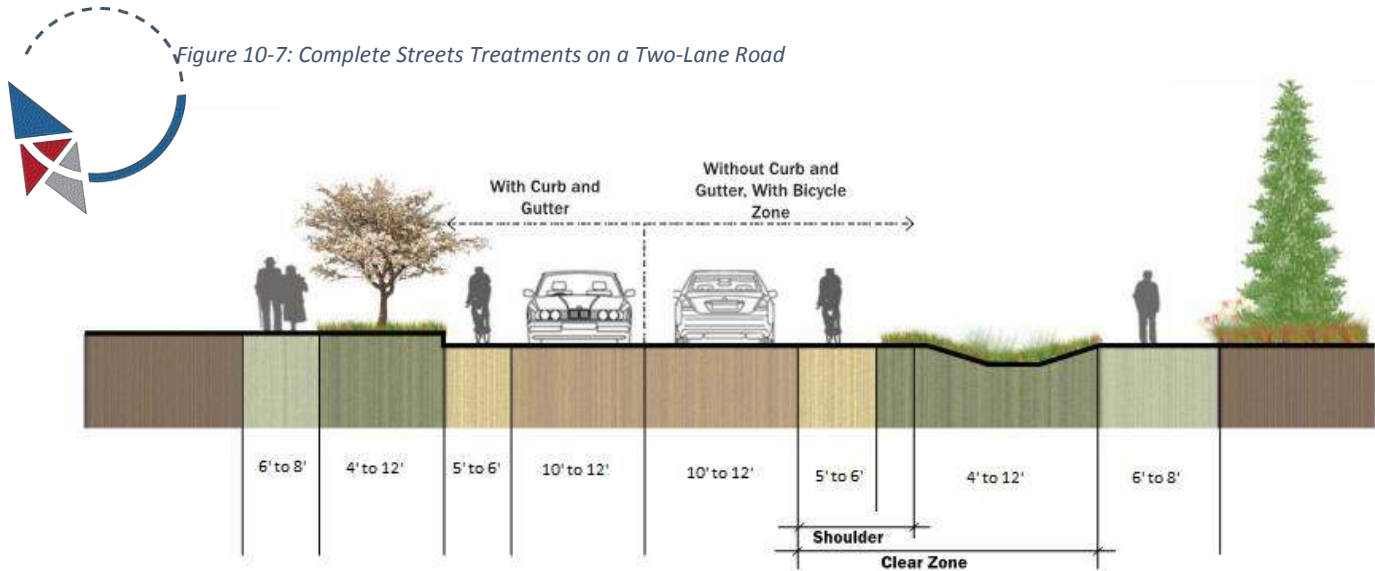 Figure 10-7: Complete Streets Treatments on a Two-Lane Road
With Curb and
Gutter
Without Curb and
Gutter, With Bicycle
Zone
6' to 8'
4' to 12'
5' to 6'
10' to 12'
10' to 12'
5' to 6'
4' to 12'
6' to 8'
Shoulder
Clear Zone